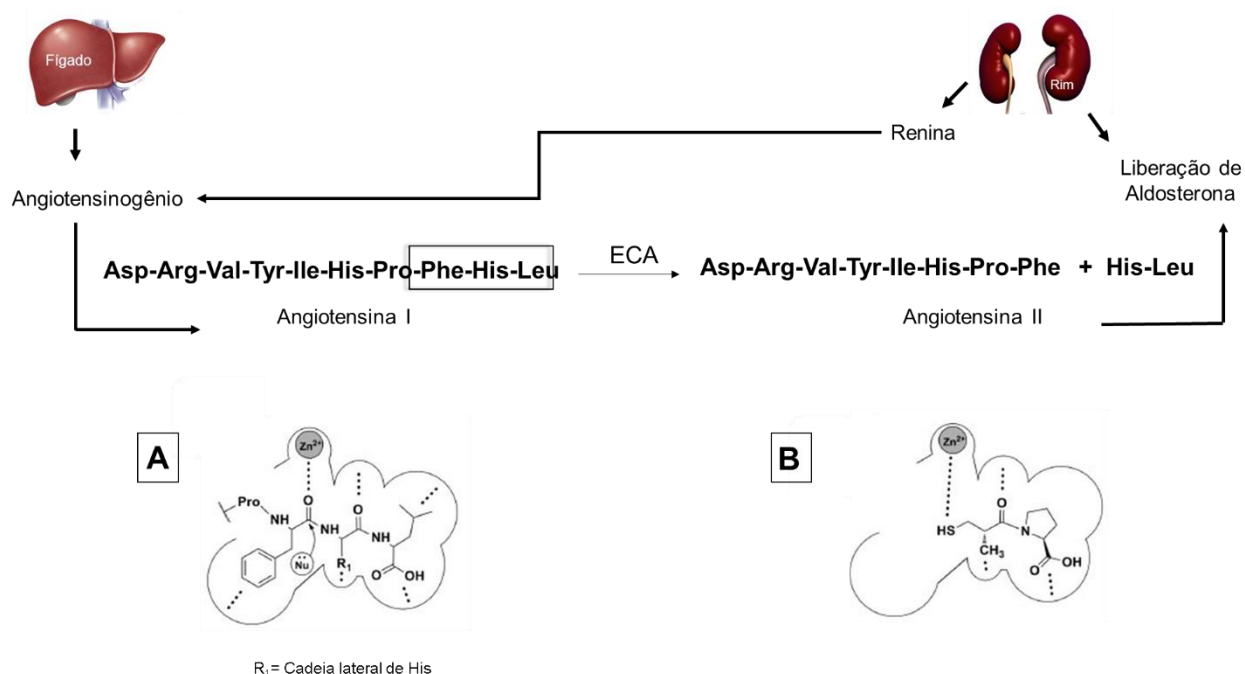 Fígado
Rim
Renina
Liberação de
Aldosterona
Angiotensinogênio
Asp-Arg-Val-Tyr-Ile-His-Pro-Phe-His-Leu
ECA
Asp-Arg-Val-Tyr-Ile-His-Pro-Phe + His-Leu
Angiotensina I
Angiotensina II
A
Zn²⁺
Pro
NH
O
NH
O
NH
Nu
R₁
O
OH
B
Zn²⁺
HS
O
N
CH₃
O
OH
R₁= Cadeia lateral de His